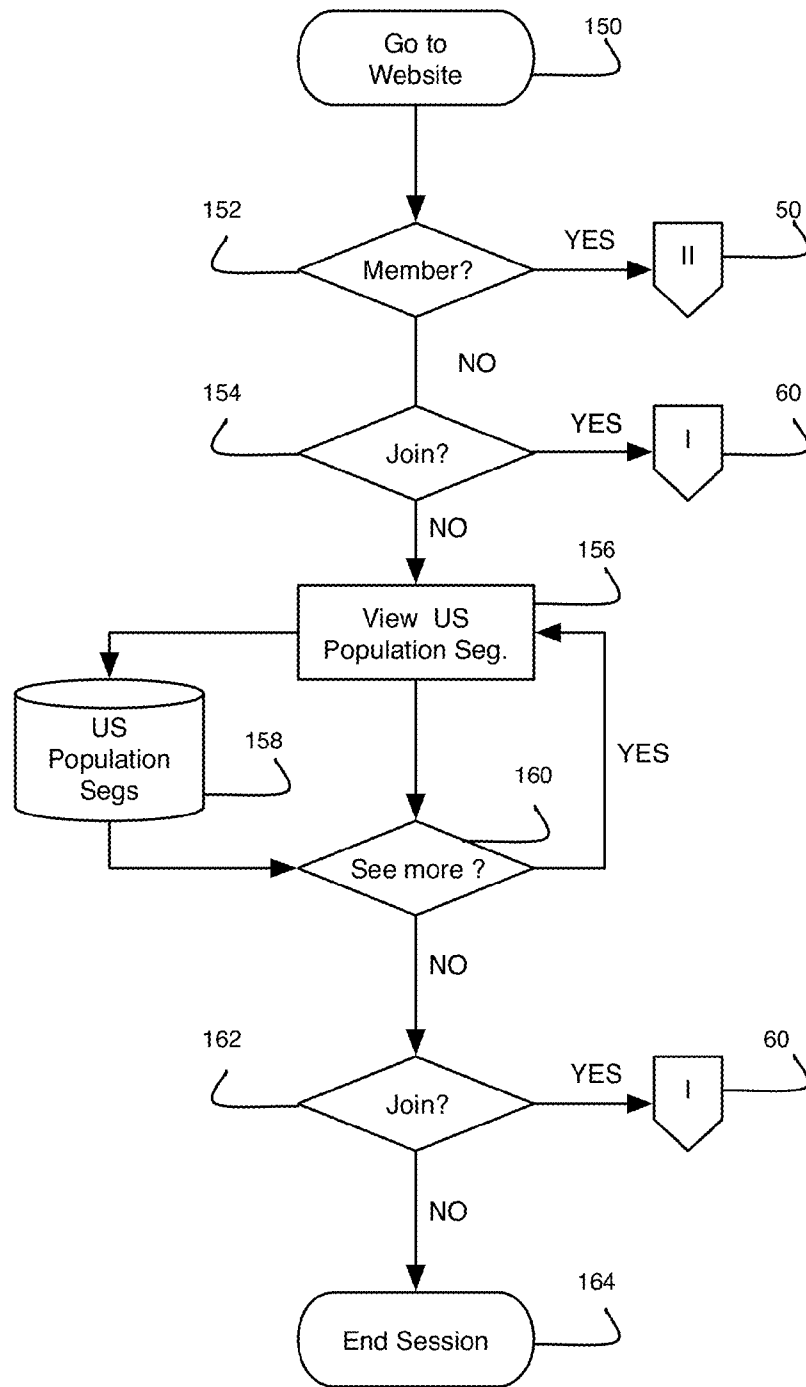 Go to
Website
150
152
Member?
YES
II
50
NO
154
Join?
YES
I
60
NO
156
View US
Population Seg.
US
Population
Segs
158
YES
160
See more ?
NO
162
Join?
YES
I
60
NO
164
End Session